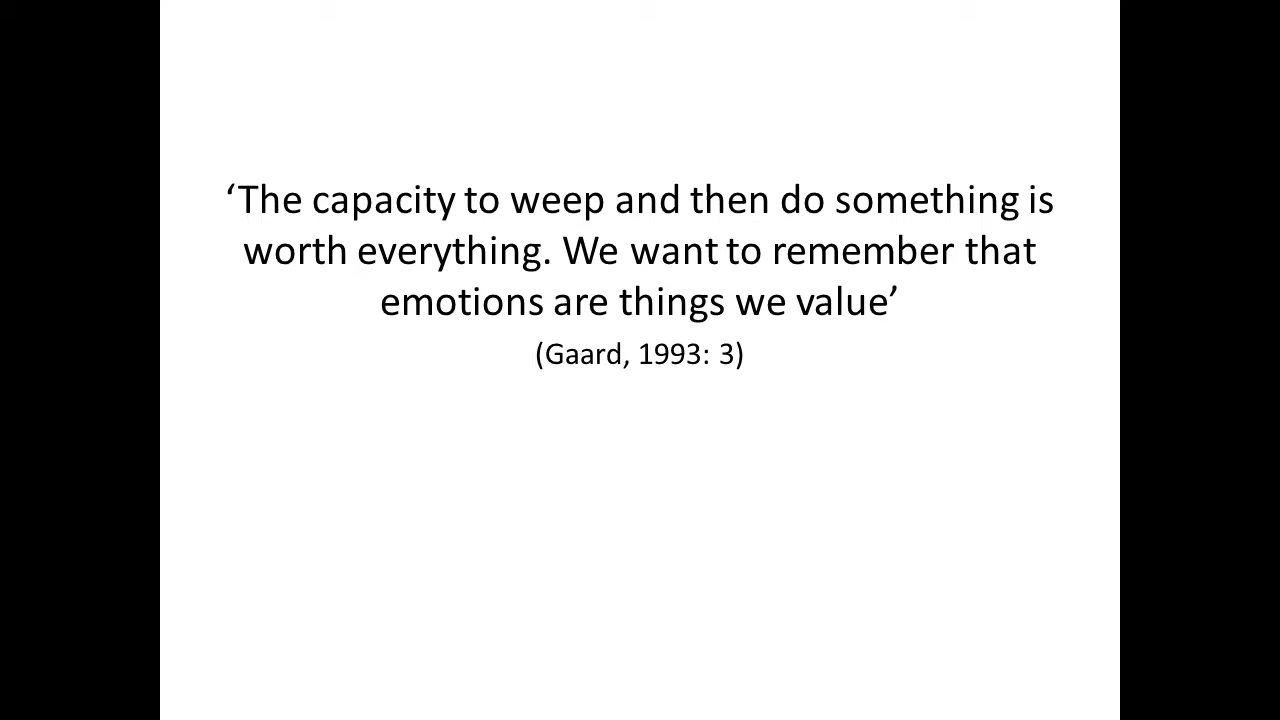 ‘The capacity to weep and then do something is
worth everything. We want to remember that
emotions are things we value’
(Gaard, 1993: 3)